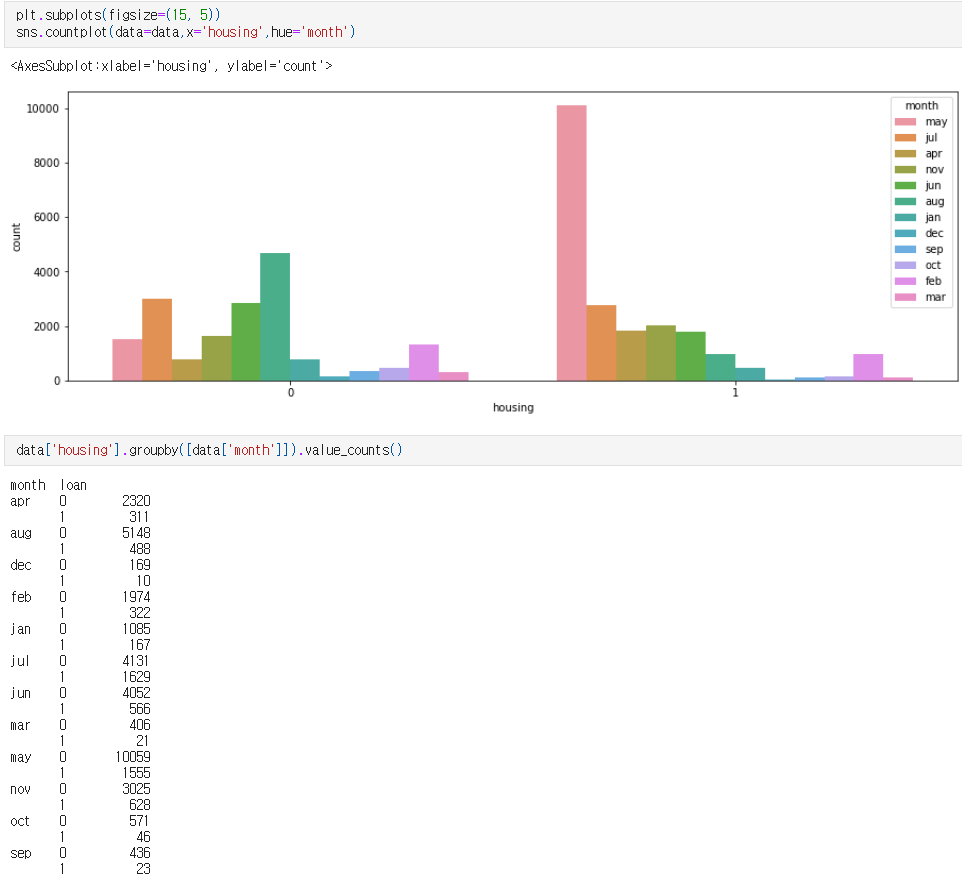 plt.subplots(figsize=(15, 5))
sns.countplot(data=data,x='housing',hue='month')
<AxesSubplot:xlabel='housing', ylabel='count'>
month
may
jul
apr
nov
jun
aug
jan
dec
sep
oct
feb
mar
10000
8000
6000
4000
2000
0
count
0 1
housing
data['housing'].groupby([data['month']]).value_counts()
month loan
apr 0 2320
1 311
aug 0 5148
1 488
dec 0 169
1 10
feb 0 1974
1 322
jan 0 1085
1 167
jul 0 4131
1 1629
jun 0 4052
1 566
mar 0 406
1 21
may 0 10059
1 1555
nov 0 3025
1 628
oct 0 571
1 46
sep 0 436
1 23